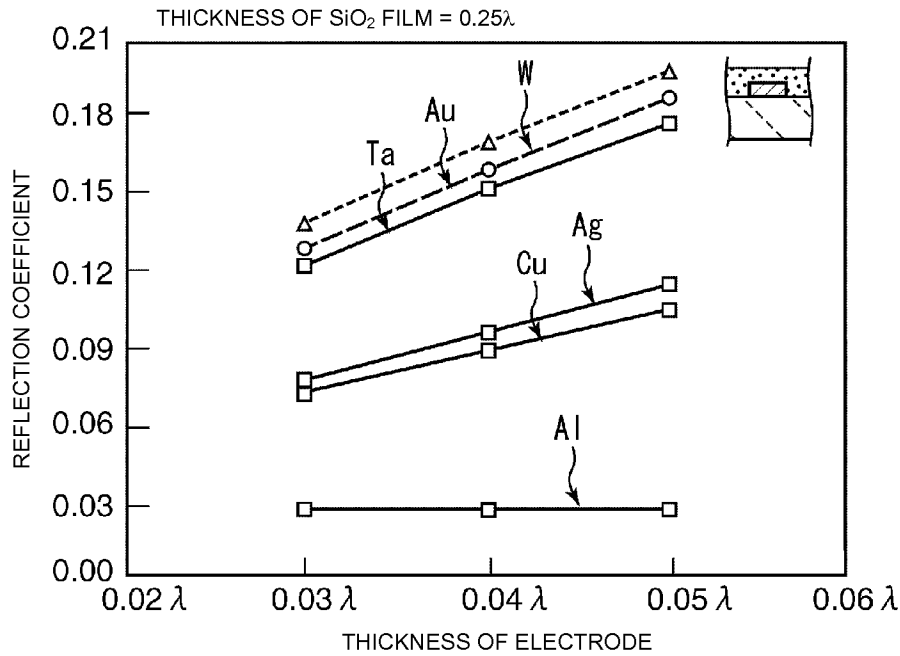 THICKNESS OF SiO₂ FILM = 0.25λ
0.21
0.18
0.15
0.12
0.09
0.06
0.03
0.00
REFLECTION COEFFICIENT
W
Au
Ta
Ag
Cu
Al
0.02 λ 0.03 λ 0.04 λ 0.05 λ 0.06 λ
THICKNESS OF ELECTRODE